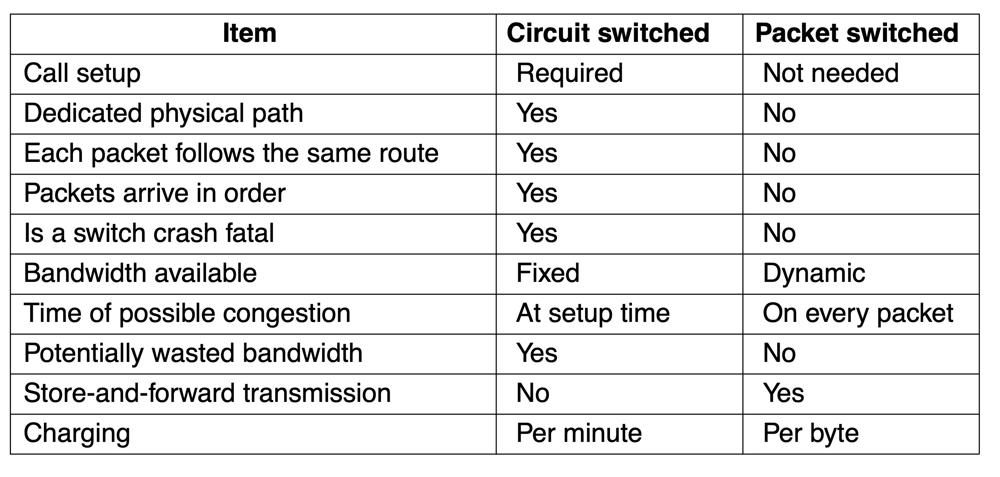 Item Circuit switched Packet switched
Call setup Required Not needed
Dedicated physical path Yes No
Each packet follows the same route Yes No
Packets arrive in order Yes No
Is a switch crash fatal Yes No
Bandwidth available Fixed Dynamic
Time of possible congestion At setup time On every packet
Potentially wasted bandwidth Yes No
Store-and-forward transmission No Yes
Charging Per minute Per byte